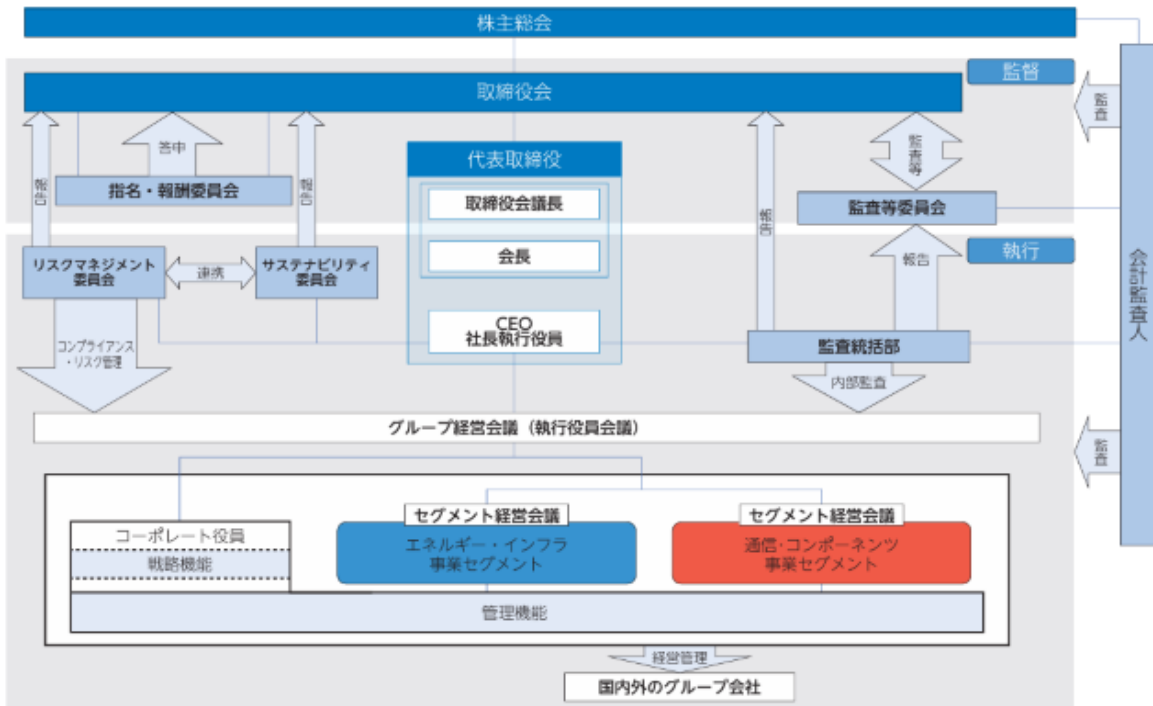 株主総会
監督
取締役会
監査
答申
代表取締役
監査等
報告
指名・報酬委員会
報告
取締役会議長
報告
監査等委員会
執行
リスクマネジメント
委員会
連携
サステナビリティ
委員会
会長
報告
会計監査人
CEO
社長執行役員
監査統括部
コンプライアンス
・リスク管理
内部監査
グループ経営会議（執行役員会議）
監査
セグメント経営会議
セグメント経営会議
コーポレート役員
エネルギー・インフラ
事業セグメント
通信・コンポーネンツ
事業セグメント
戦略機能
管理機能
経営管理
国内外のグループ会社